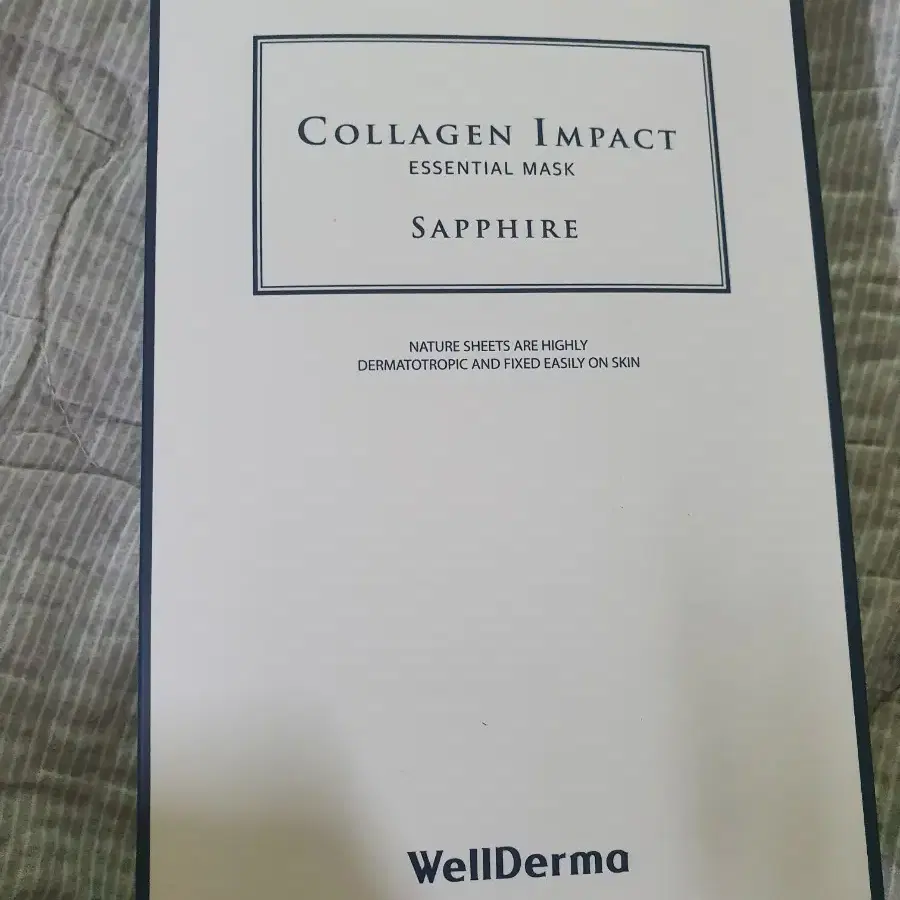 COLLAGEN IMPACT
ESSENTIAL MASK
SAPPHIRE
NATURE SHEETS ARE HIGHLY
DERMATOTROPIC AND FIXED EASILY ON SKIN
WellDerma